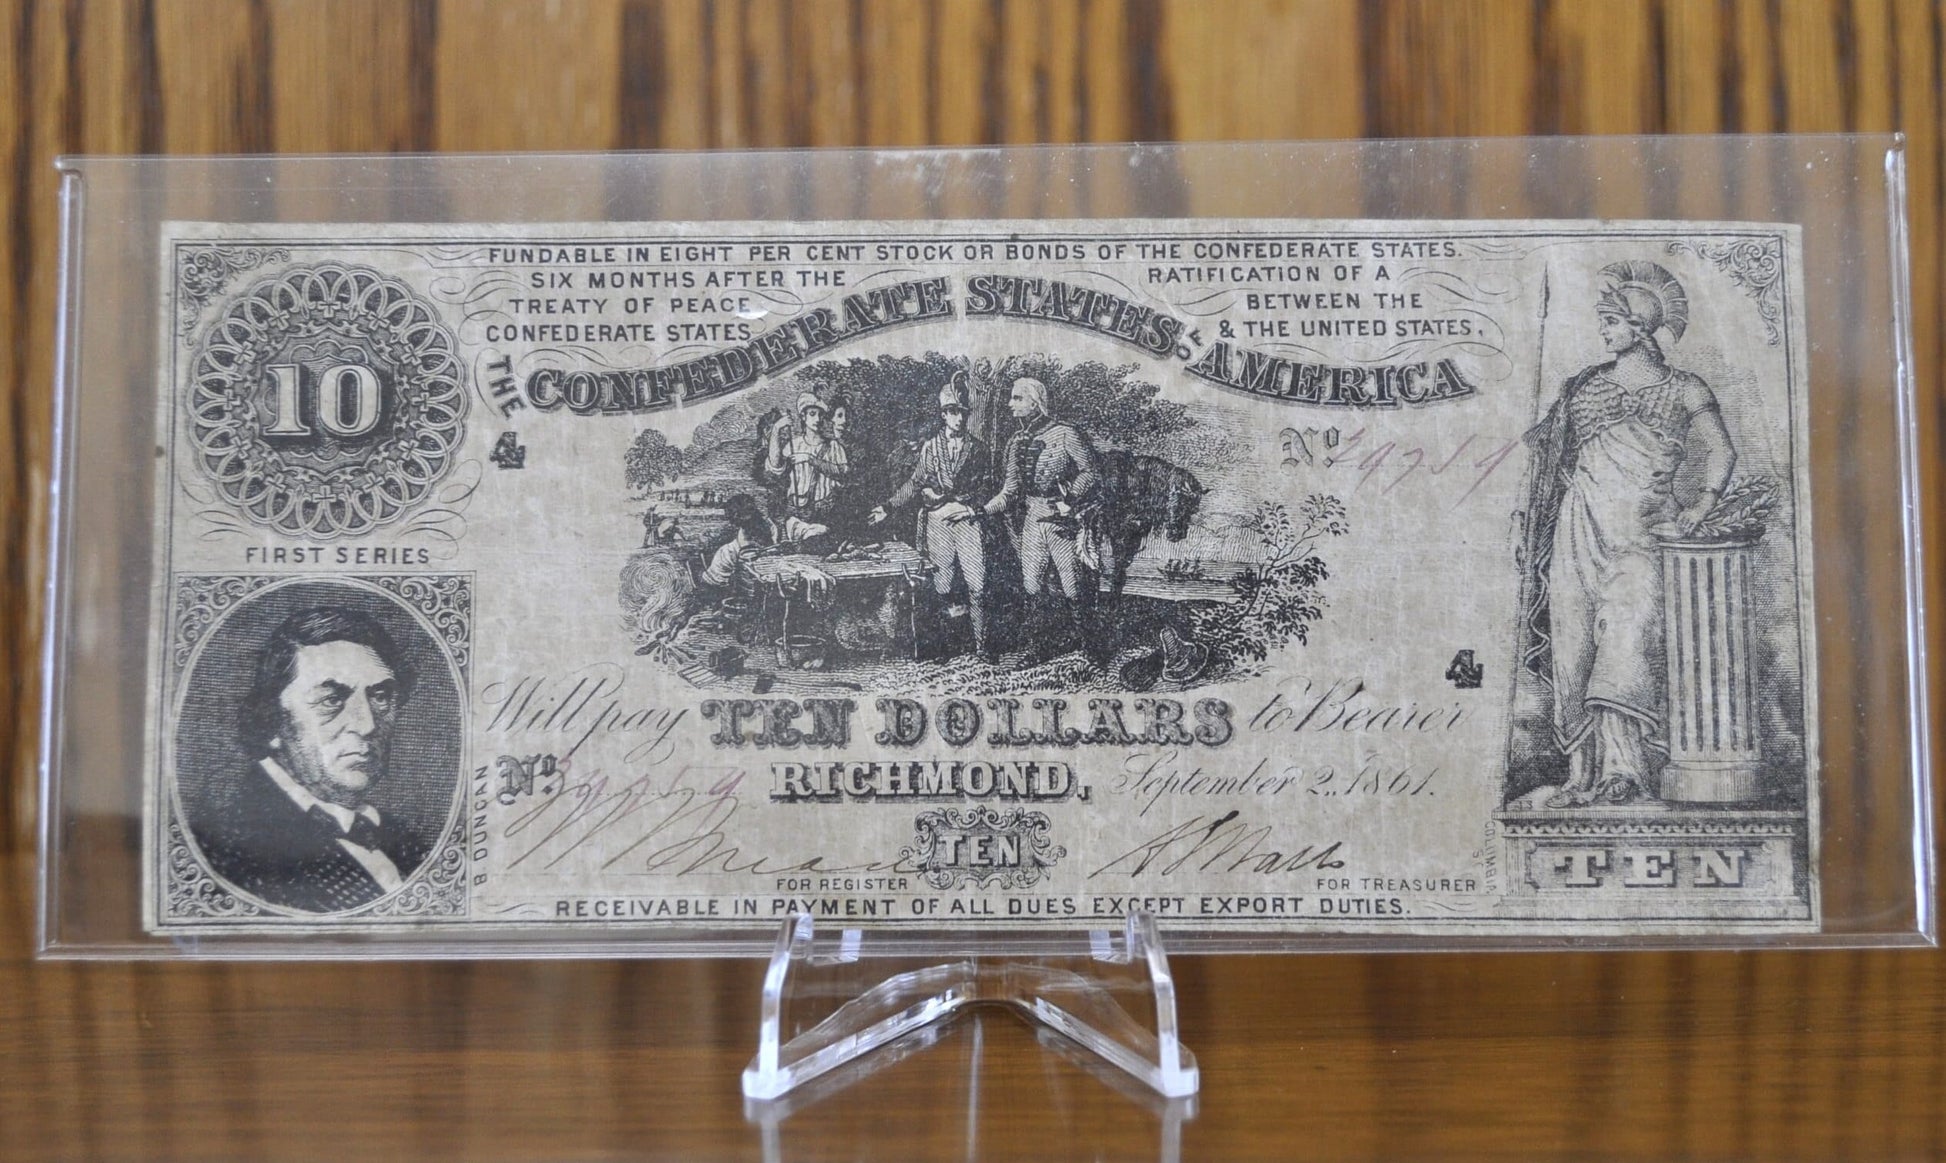 FUNDABLE IN EIGHT PER CENT STOCK OR BONDS OF THE CONFEDERATE STATES.
SIX MONTHS AFTER THE RATIFICATION OF A
TREATY OF PEACE BETWEEN THE
CONFEDERATE STATES & THE UNITED STATES,
THE CONFEDERATE STATES OF AMERICA
10
4
Nº
FIRST SERIES
4
Will pay TEN DOLLARS to Bearer
Nº
RICHMOND, September 2, 1861.
TEN
FOR REGISTER
FOR TREASURER
RECEIVABLE IN PAYMENT OF ALL DUES EXCEPT EXPORT DUTIES.
B. DUNCAN
COLUMBIA
TEN